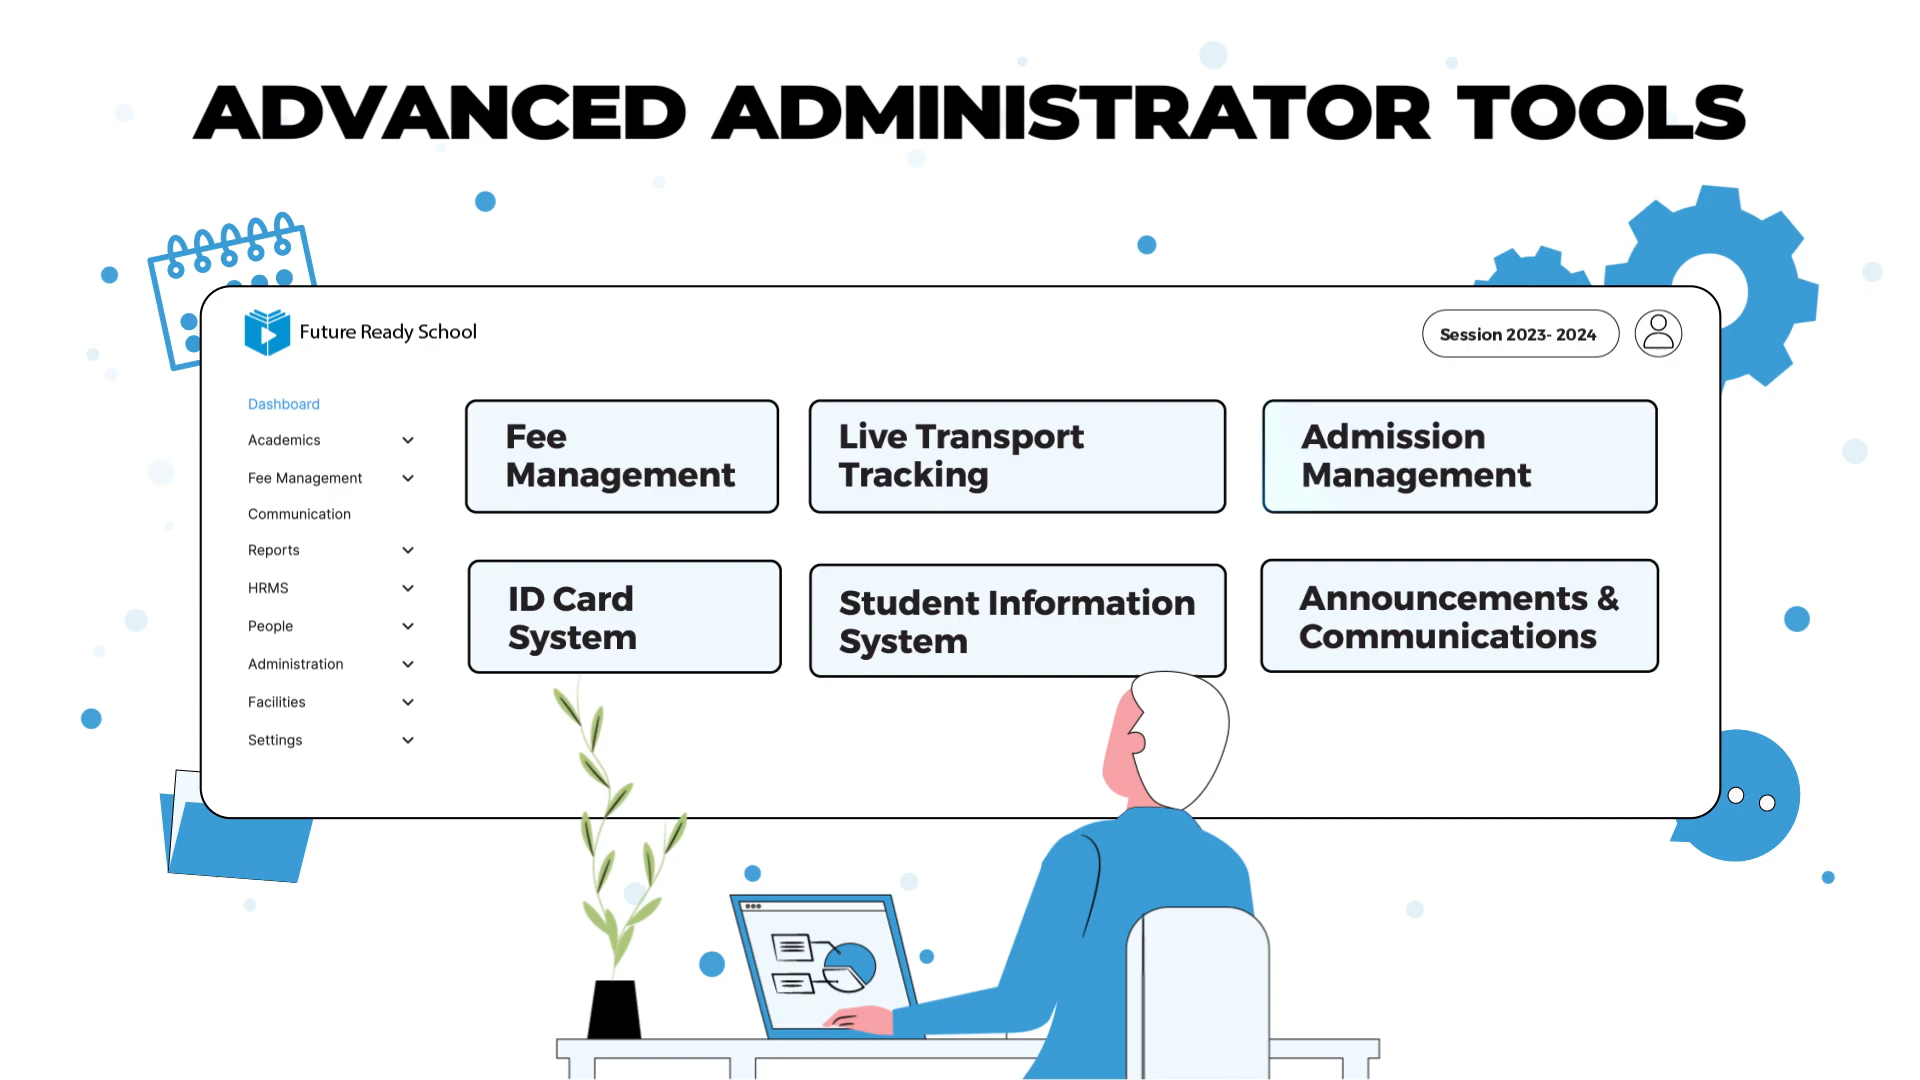 ADVANCED ADMINISTRATOR TOOLS
Future Ready School
Session 2023- 2024
Dashboard
Academics
Fee Management
Communication
Reports
HRMS
People
Administration
Facilities
Settings
Fee
Management
Live Transport
Tracking
Admission
Management
ID Card
System
Student Information
System
Announcements &
Communications